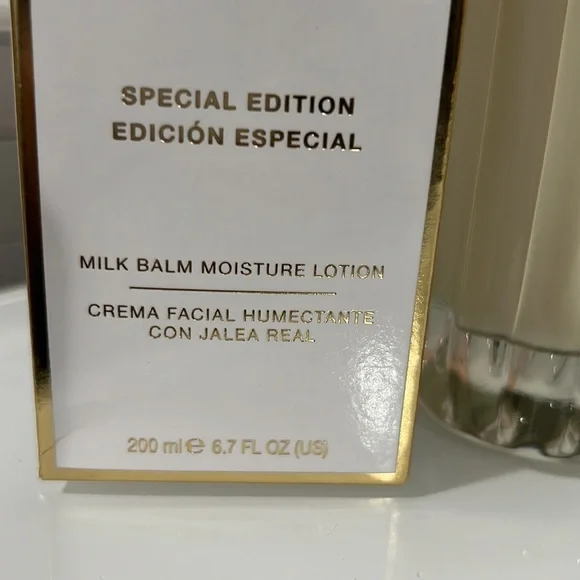 SPECIAL EDITION
EDICIÓN ESPECIAL
MILK BALM MOISTURE LOTION
CREMA FACIAL HUMECTANTE
CON JALEA REAL
200 ml ℮ 6.7 FL OZ (US)